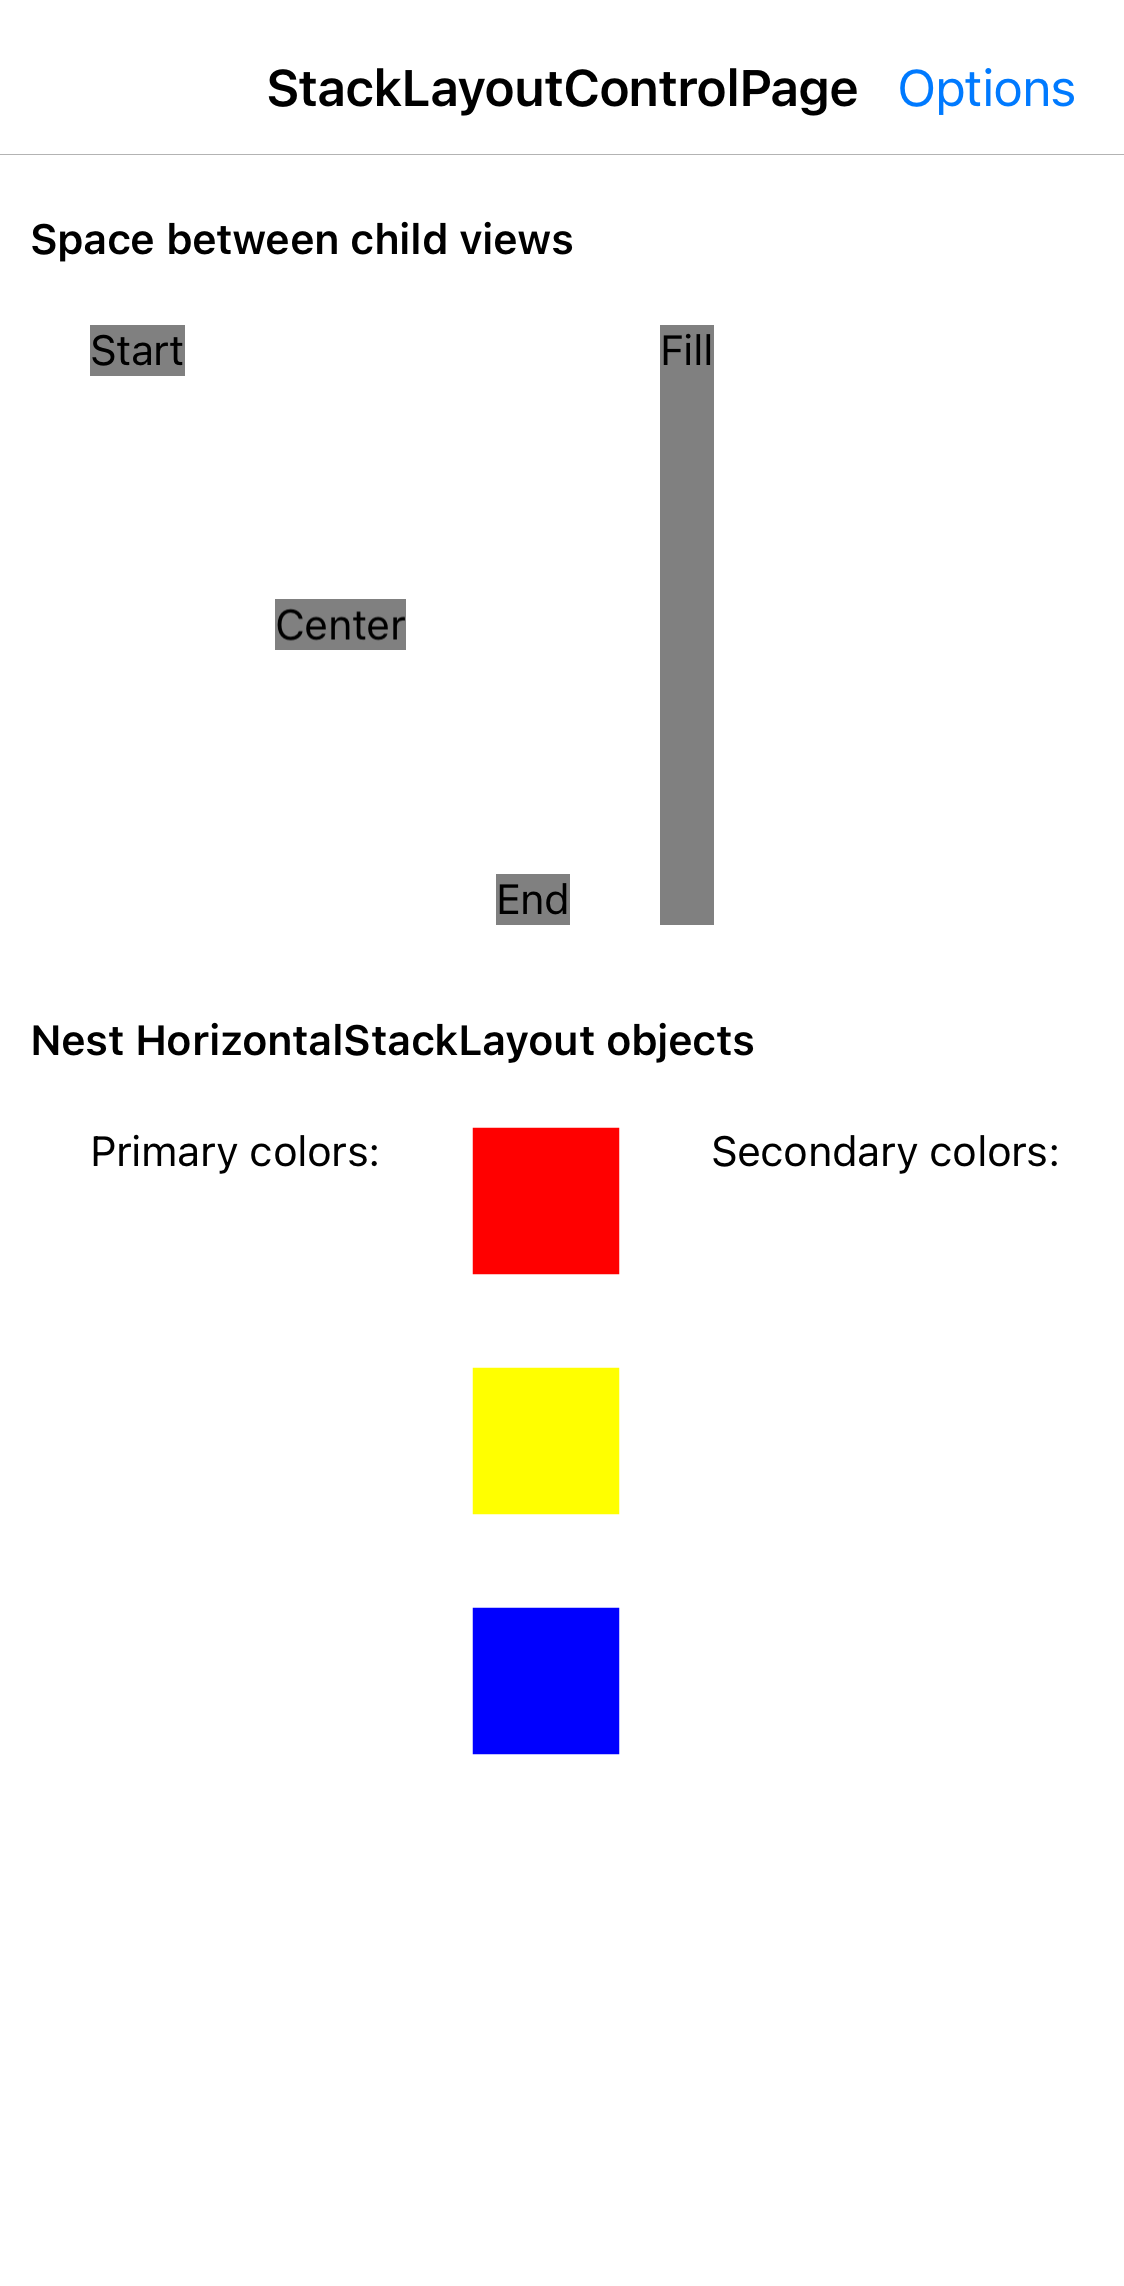 StackLayoutControlPage Options
Space between child views
Start
Fill
Center
End
Nest HorizontalStackLayout objects
Primary colors:
Secondary colors: